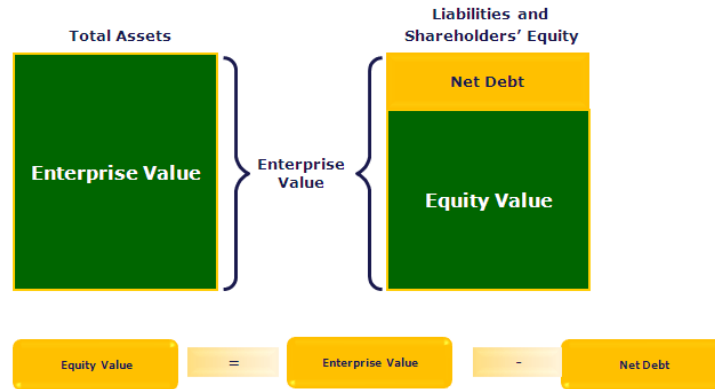 Total Assets
Liabilities and
Shareholders’ Equity
Enterprise Value
Enterprise
Value
Net Debt
Equity Value
Equity Value = Enterprise Value - Net Debt